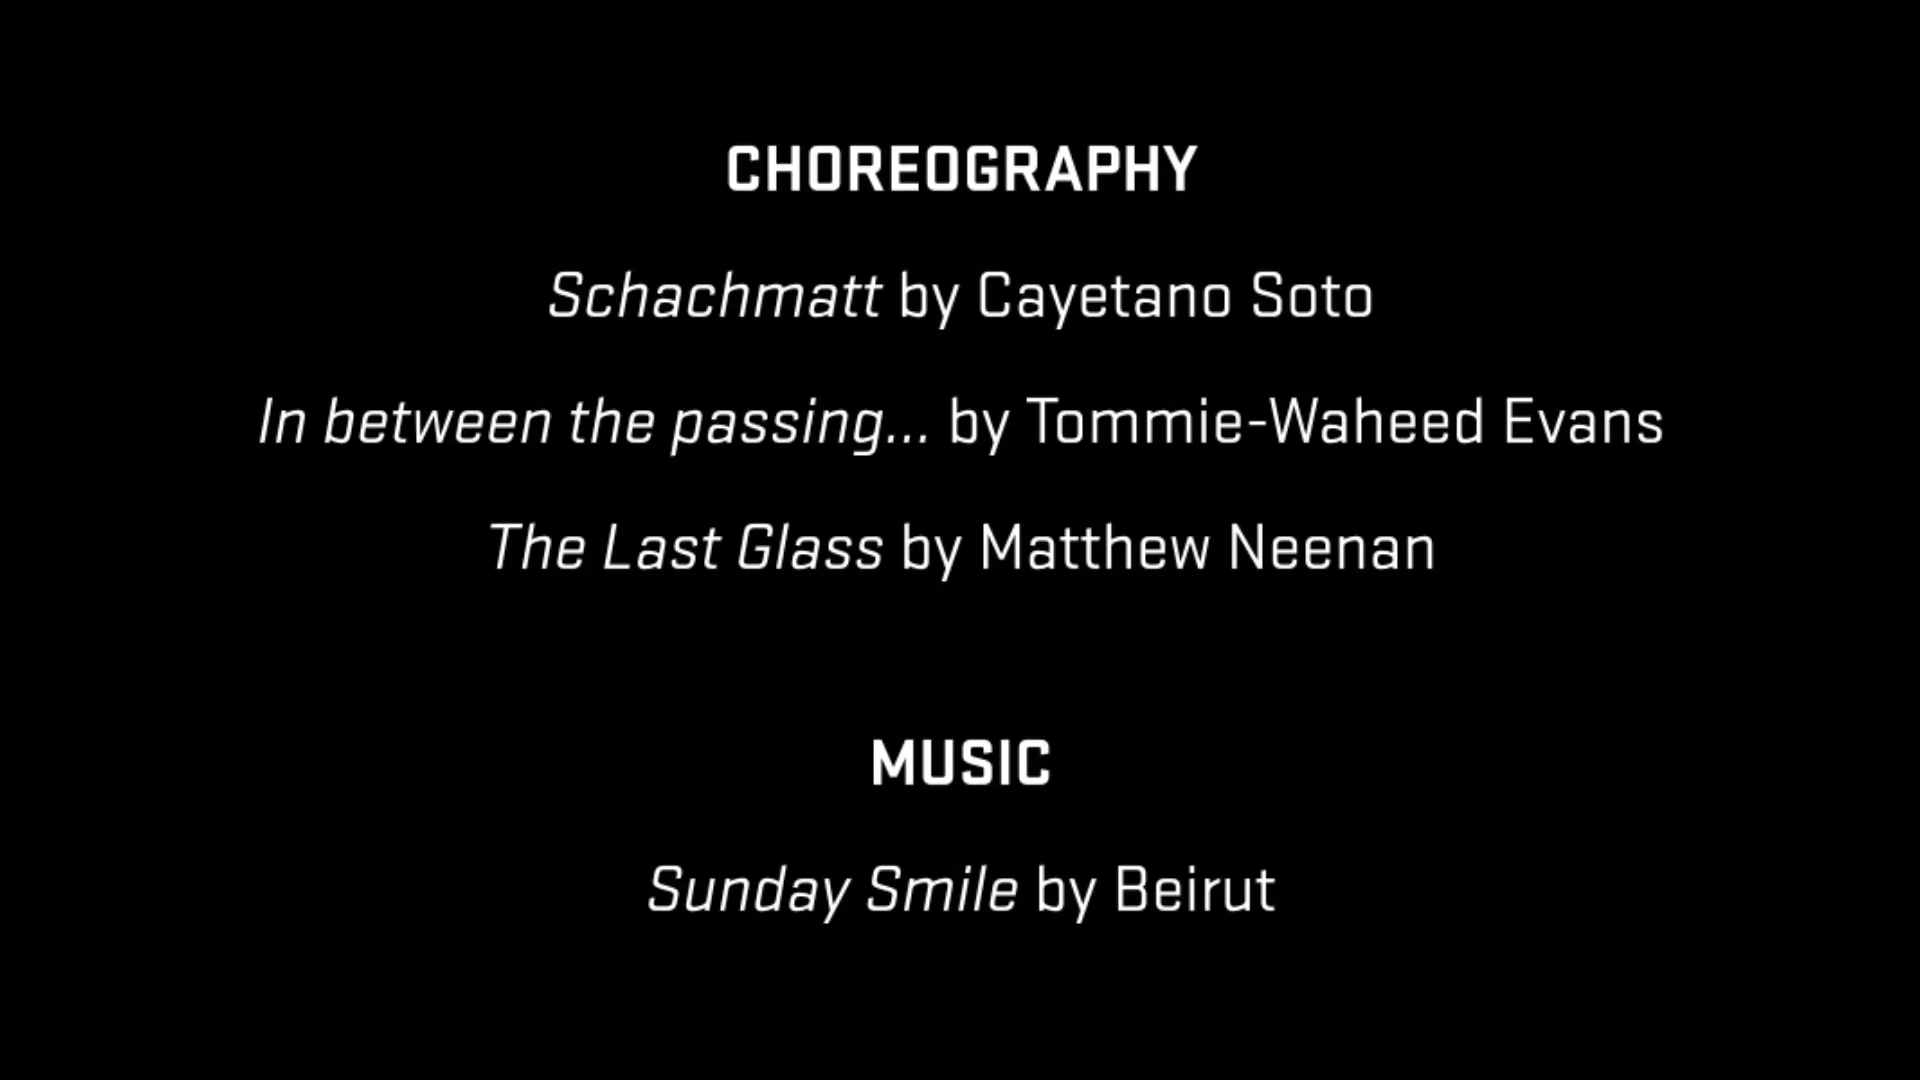 CHOREOGRAPHY
Schachmatt by Cayetano Soto
In between the passing... by Tommie-Waheed Evans
The Last Glass by Matthew Neenan
MUSIC
Sunday Smile by Beirut